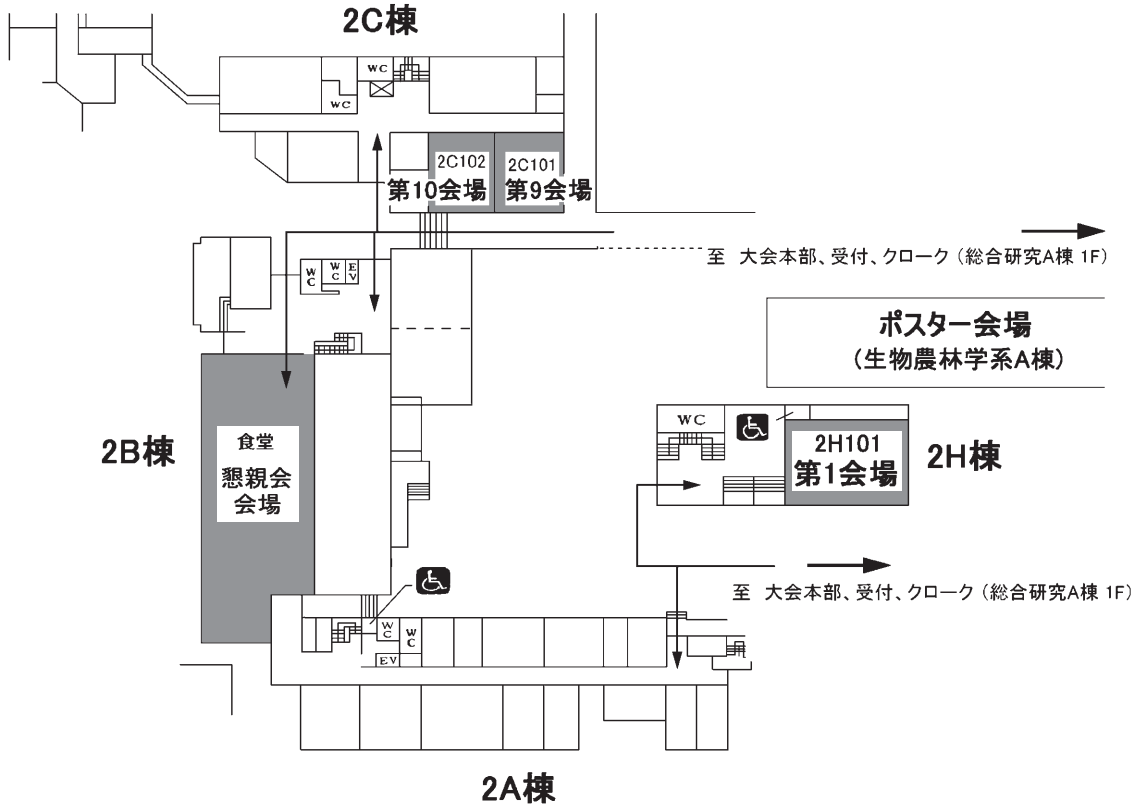 2C棟
WC
WC
2C102
第10会場
2C101
第9会場
至 大会本部、受付、クローク (総合研究A棟 1F)
WC
WC
EV
ポスター会場
(生物農林学系A棟)
2B棟
食堂
懇親会
会場
WC
2H101
第1会場
2H棟
至 大会本部、受付、クローク (総合研究A棟 1F)
WC
WC
EV
2A棟